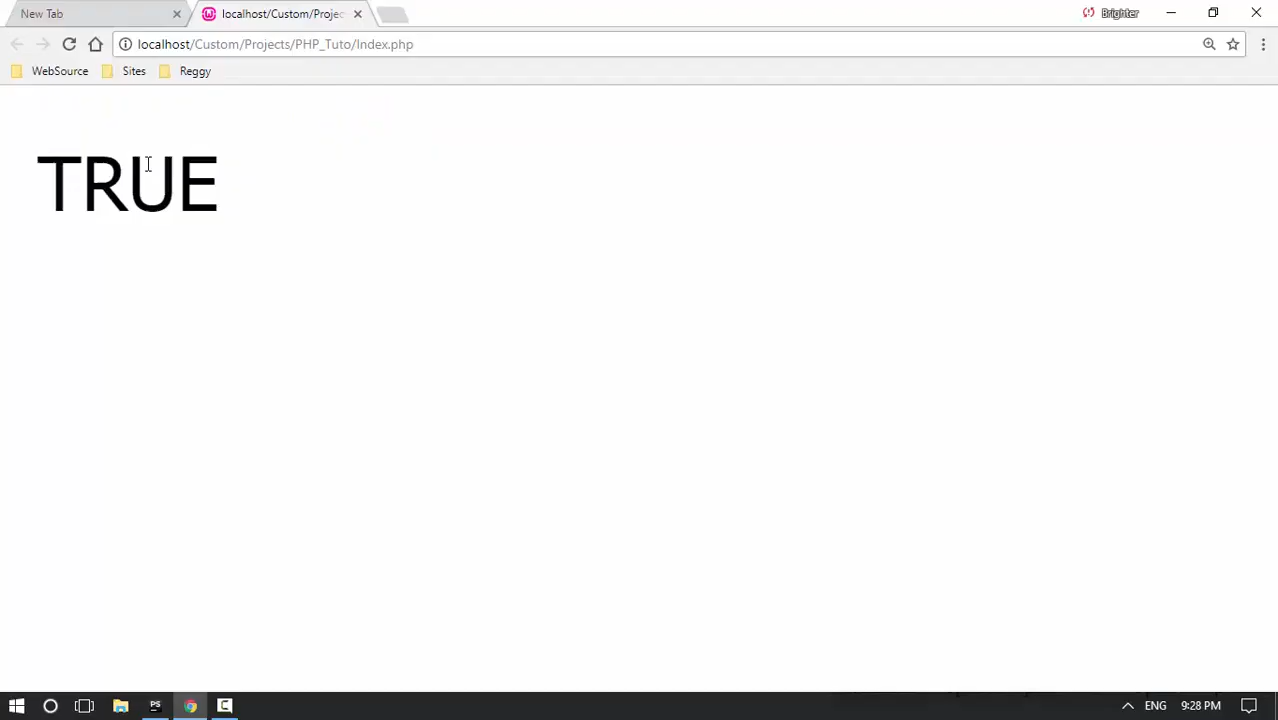 New Tab
localhost/Custom/Projec
Brighter
localhost/Custom/Projects/PHP_Tuto/Index.php
WebSource Sites Reggy
TRUE
PS
ENG 9:28 PM